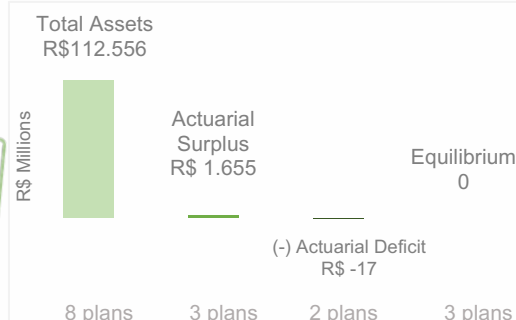 Total Assets
R$112.556
R$ Millions
Actuarial
Surplus
R$ 1.655
Equilibrium
0
(-) Actuarial Deficit
R$ -17
8 plans
3 plans
2 plans
3 plans